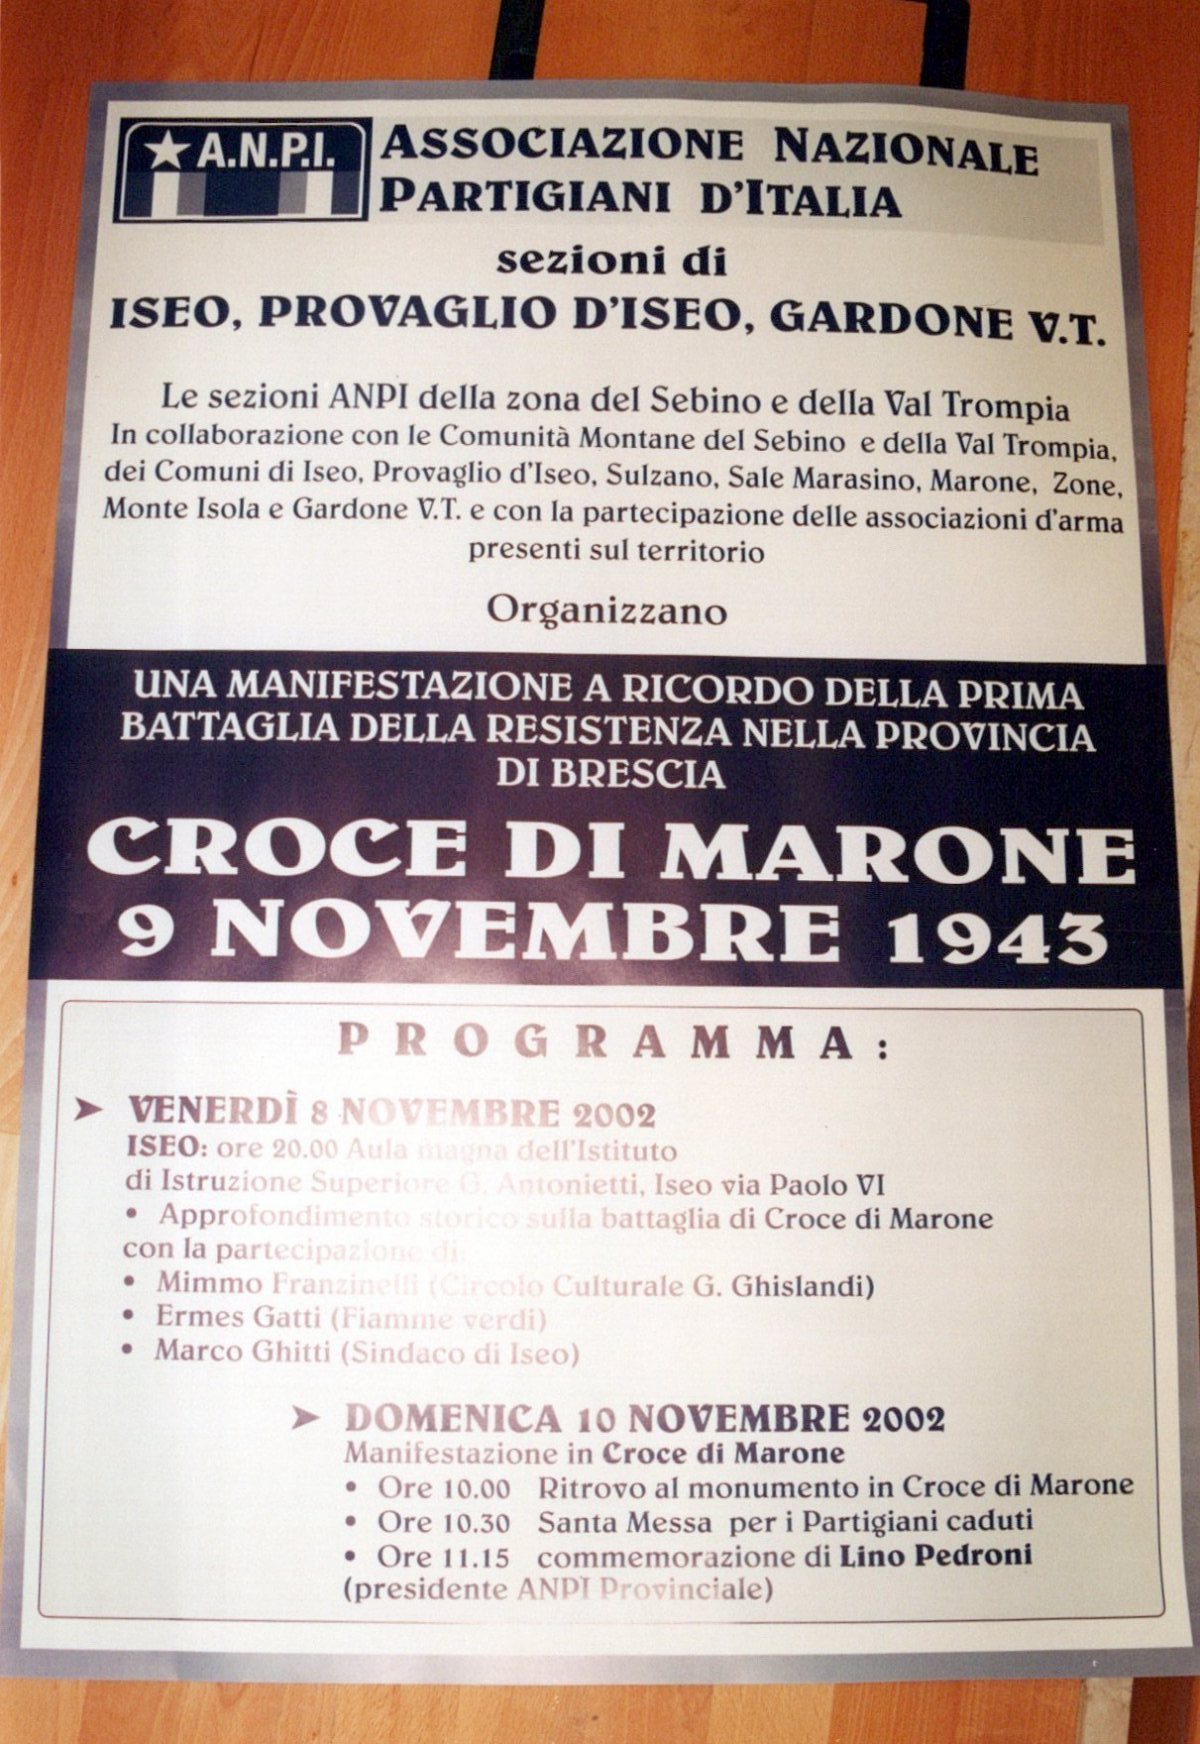 A.N.P.I. ASSOCIAZIONE NAZIONALE
PARTIGIANI D'ITALIA
sezioni di
ISEO, PROVAGLIO D'ISEO, GARDONE V.T.
Le sezioni ANPI della zona del Sebino e della Val Trompia
In collaborazione con le Comunità Montane del Sebino e della Val Trompia,
dei Comuni di Iseo, Provaglio d'Iseo, Sulzano, Sale Marasino, Marone, Zone,
Monte Isola e Gardone V.T. e con la partecipazione delle associazioni d'arma
presenti sul territorio
Organizzano
UNA MANIFESTAZIONE A RICORDO DELLA PRIMA
BATTAGLIA DELLA RESISTENZA NELLA PROVINCIA
DI BRESCIA
CROCE DI MARONE
9 NOVEMBRE 1943
PROGRAMMA:
➤ VENERDÌ 8 NOVEMBRE 2002
ISEO: ore 20.00 Aula magna dell'Istituto
di Istruzione Superiore G. Antonietti, Iseo via Paolo VI
• Approfondimento storico sulla battaglia di Croce di Marone
con la partecipazione di:
• Mimmo Franzinelli (Circolo Culturale G. Ghislandi)
• Ermes Gatti (Fiamme verdi)
• Marco Ghitti (Sindaco di Iseo)
➤ DOMENICA 10 NOVEMBRE 2002
Manifestazione in Croce di Marone
• Ore 10.00 Ritrovo al monumento in Croce di Marone
• Ore 10.30 Santa Messa per i Partigiani caduti
• Ore 11.15 commemorazione di Lino Pedroni
(presidente ANPI Provinciale)